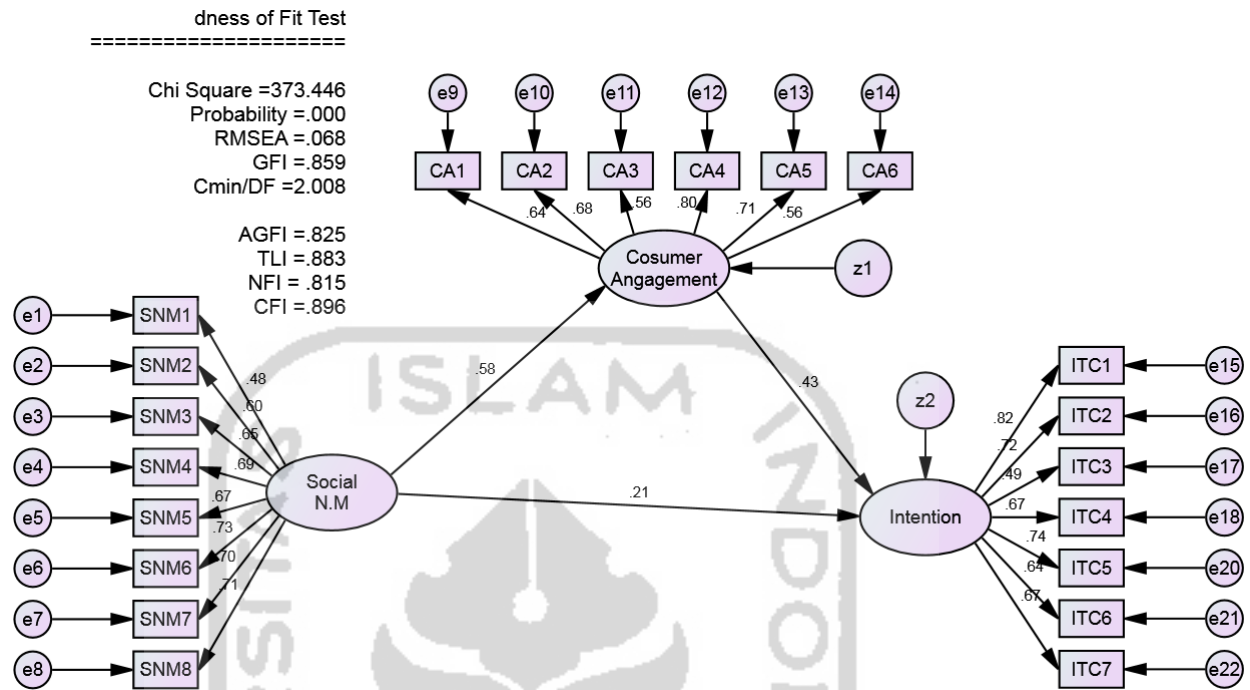 dness of Fit Test
=====================
Chi Square =373.446
Probability =.000
RMSEA =.068
GFI =.859
Cmin/DF =2.008
AGFI =.825
TLI =.883
NFI =.815
CFI =.896
e9 e10 e11 e12 e13 e14
CA1 CA2 CA3 CA4 CA5 CA6
.64 .68 .56 .80 .71 .56
Cosumer
Angagement
z1
e1 SNM1
e2 SNM2
e3 SNM3
e4 SNM4
e5 SNM5
e6 SNM6
e7 SNM7
e8 SNM8
.48
.60
.65
.69
.67
.73
.70
.71
Social
N.M
.58
.43
.21
z2
Intention
.82
.72
.49
.67
.74
.64
.67
ITC1 e15
ITC2 e16
ITC3 e17
ITC4 e18
ITC5 e20
ITC6 e21
ITC7 e22
ISLAM